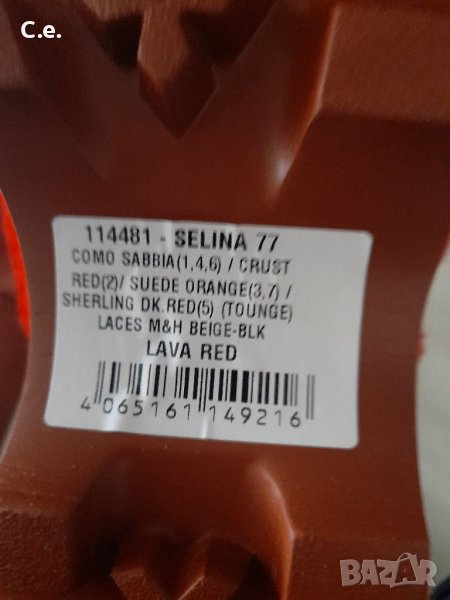 C.e.
114481 - SELINA 77
COMO SABBIA(1,4,6) / CRUST
RED(2)/ SUEDE ORANGE(3,7) /
SHERLING DK.RED(5) (TOUNGE)
LACES M&H BEIGE-BLK
LAVA RED
4 065161 149216
BAZAR